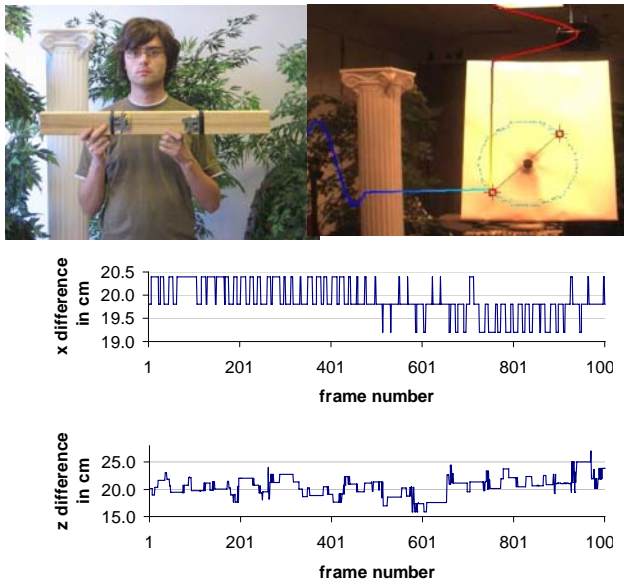 x difference
in cm
20.5
20.0
19.5
19.0
1 201 401 601 801 100
frame number
z difference
in cm
25.0
20.0
15.0
1 201 401 601 801 100
frame number